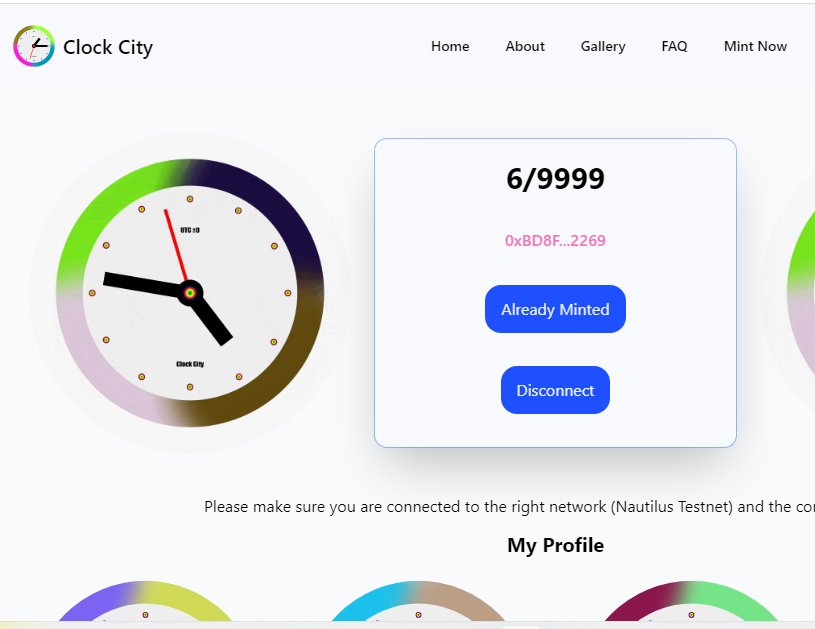 Clock City
Home
About
Gallery
FAQ
Mint Now
UTC ±0
Clock City
6/9999
0xBD8F...2269
Already Minted
Disconnect
Please make sure you are connected to the right network (Nautilus Testnet) and the
My Profile